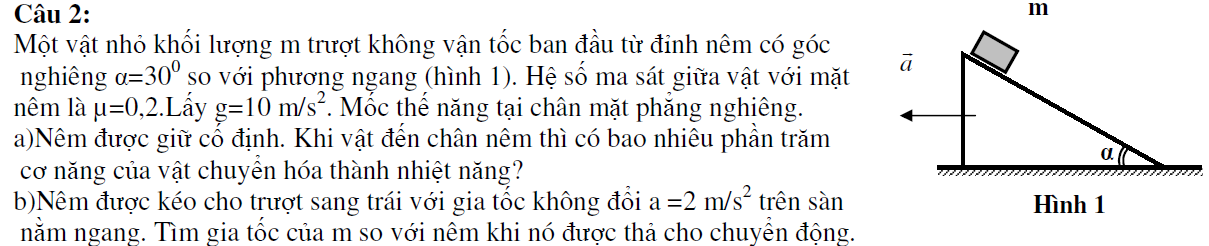 Câu 2:
Một vật nhỏ khối lượng m trượt không vận tốc ban đầu từ đỉnh nêm có góc
nghiêng α=30⁰ so với phương ngang (hình 1). Hệ số ma sát giữa vật với mặt
nêm là μ=0,2.Lấy g=10 m/s². Mốc thế năng tại chân mặt phẳng nghiêng.
a)Nêm được giữ cố định. Khi vật đến chân nêm thì có bao nhiêu phần trăm
cơ năng của vật chuyển hóa thành nhiệt năng?
b)Nêm được kéo cho trượt sang trái với gia tốc không đổi a =2 m/s² trên sàn
nằm ngang. Tìm gia tốc của m so với nêm khi nó được thả cho chuyển động.
m
a⃗
α
Hình 1